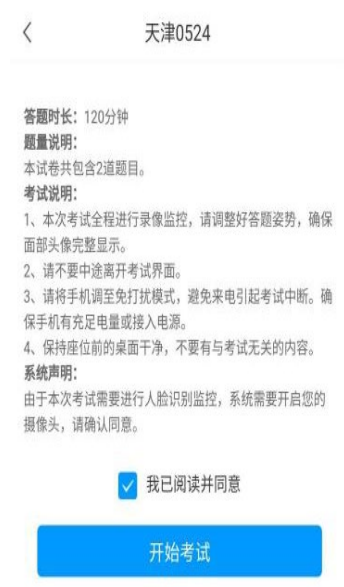 天津0524
答题时长：120分钟
题量说明：
本试卷共包含2道题目。
考试说明：
1、本次考试全程进行录像监控，请调整好答题姿势，确保
面部头像完整显示。
2、请不要中途离开考试界面。
3、请将手机调至免打扰模式，避免来电引起考试中断。确
保手机有充足电量或接入电源。
4、保持座位前的桌面干净，不要有与考试无关的内容。
系统声明：
由于本次考试需要进行人脸识别监控，系统需要开启您的
摄像头，请确认同意。
我已阅读并同意
开始考试